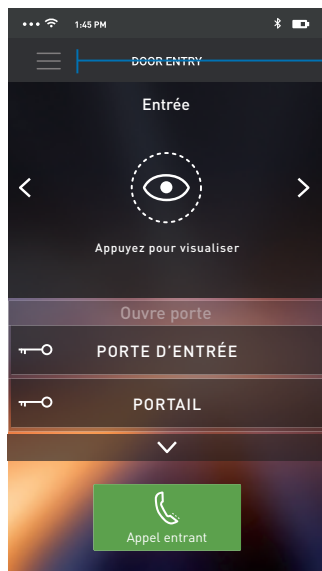 1:45 PM
DOOR ENTRY
Entrée
Appuyez pour visualiser
Ouvre porte
PORTE D'ENTRÉE
PORTAIL
Appel entrant